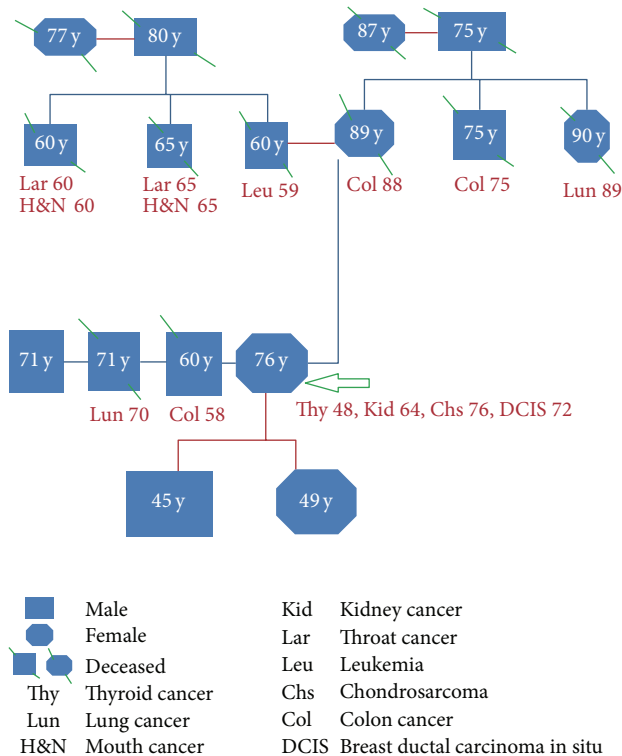 77 y 80 y 87 y 75 y
60 y 65 y 60 y 89 y 75 y 90 y
Lar 60 Lar 65 Leu 59 Col 88 Col 75 Lun 89
H&N 60 H&N 65
71 y 71 y 60 y 76 y
Lun 70 Col 58 Thy 48, Kid 64, Chs 76, DCIS 72
45 y 49 y
Male Kid Kidney cancer
Female Lar Throat cancer
Deceased Leu Leukemia
Thy Thyroid cancer Chs Chondrosarcoma
Lun Lung cancer Col Colon cancer
H&N Mouth cancer DCIS Breast ductal carcinoma in situ